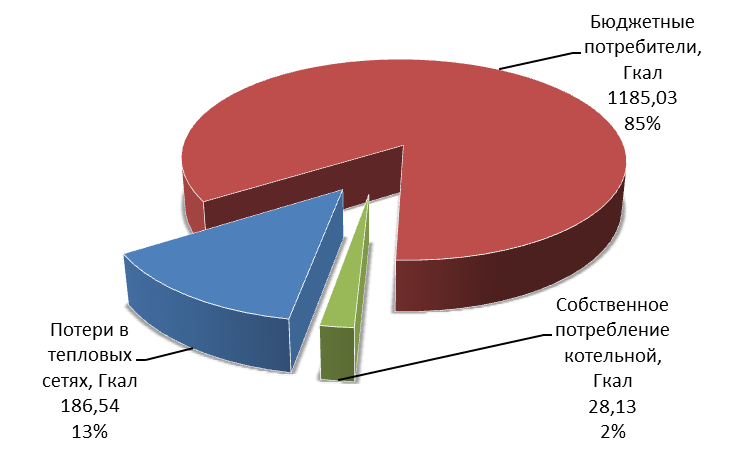 Бюджетные
потребители,
Гкал
1185,03
85%
Собственное
потребление
котельной,
Гкал
28,13
2%
Потери в
тепловых
сетях, Гкал
186,54
13%